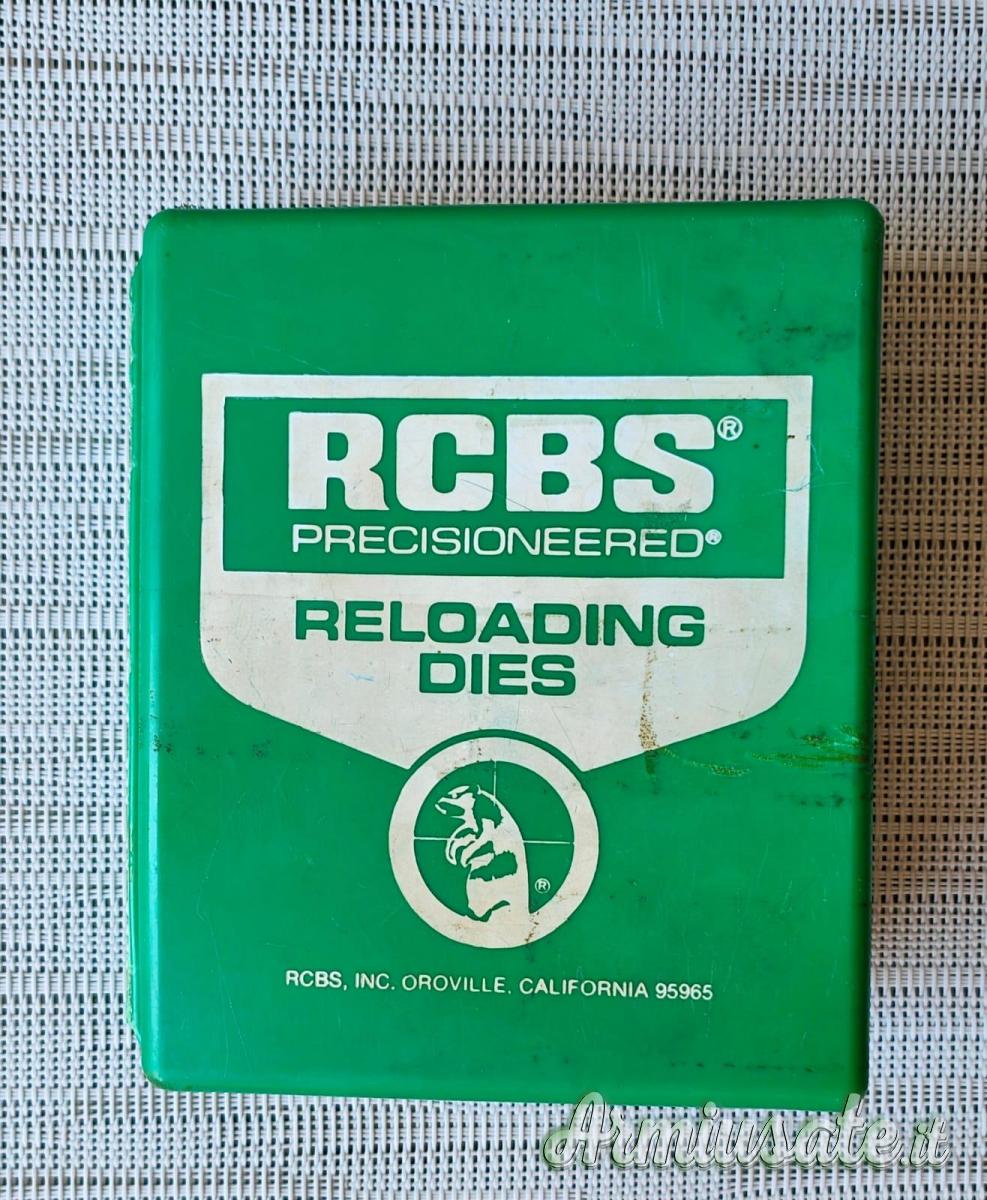 RCBS®
PRECISIONEERED®
RELOADING
DIES
®
RCBS, INC. OROVILLE, CALIFORNIA 95965
Armiusate.it